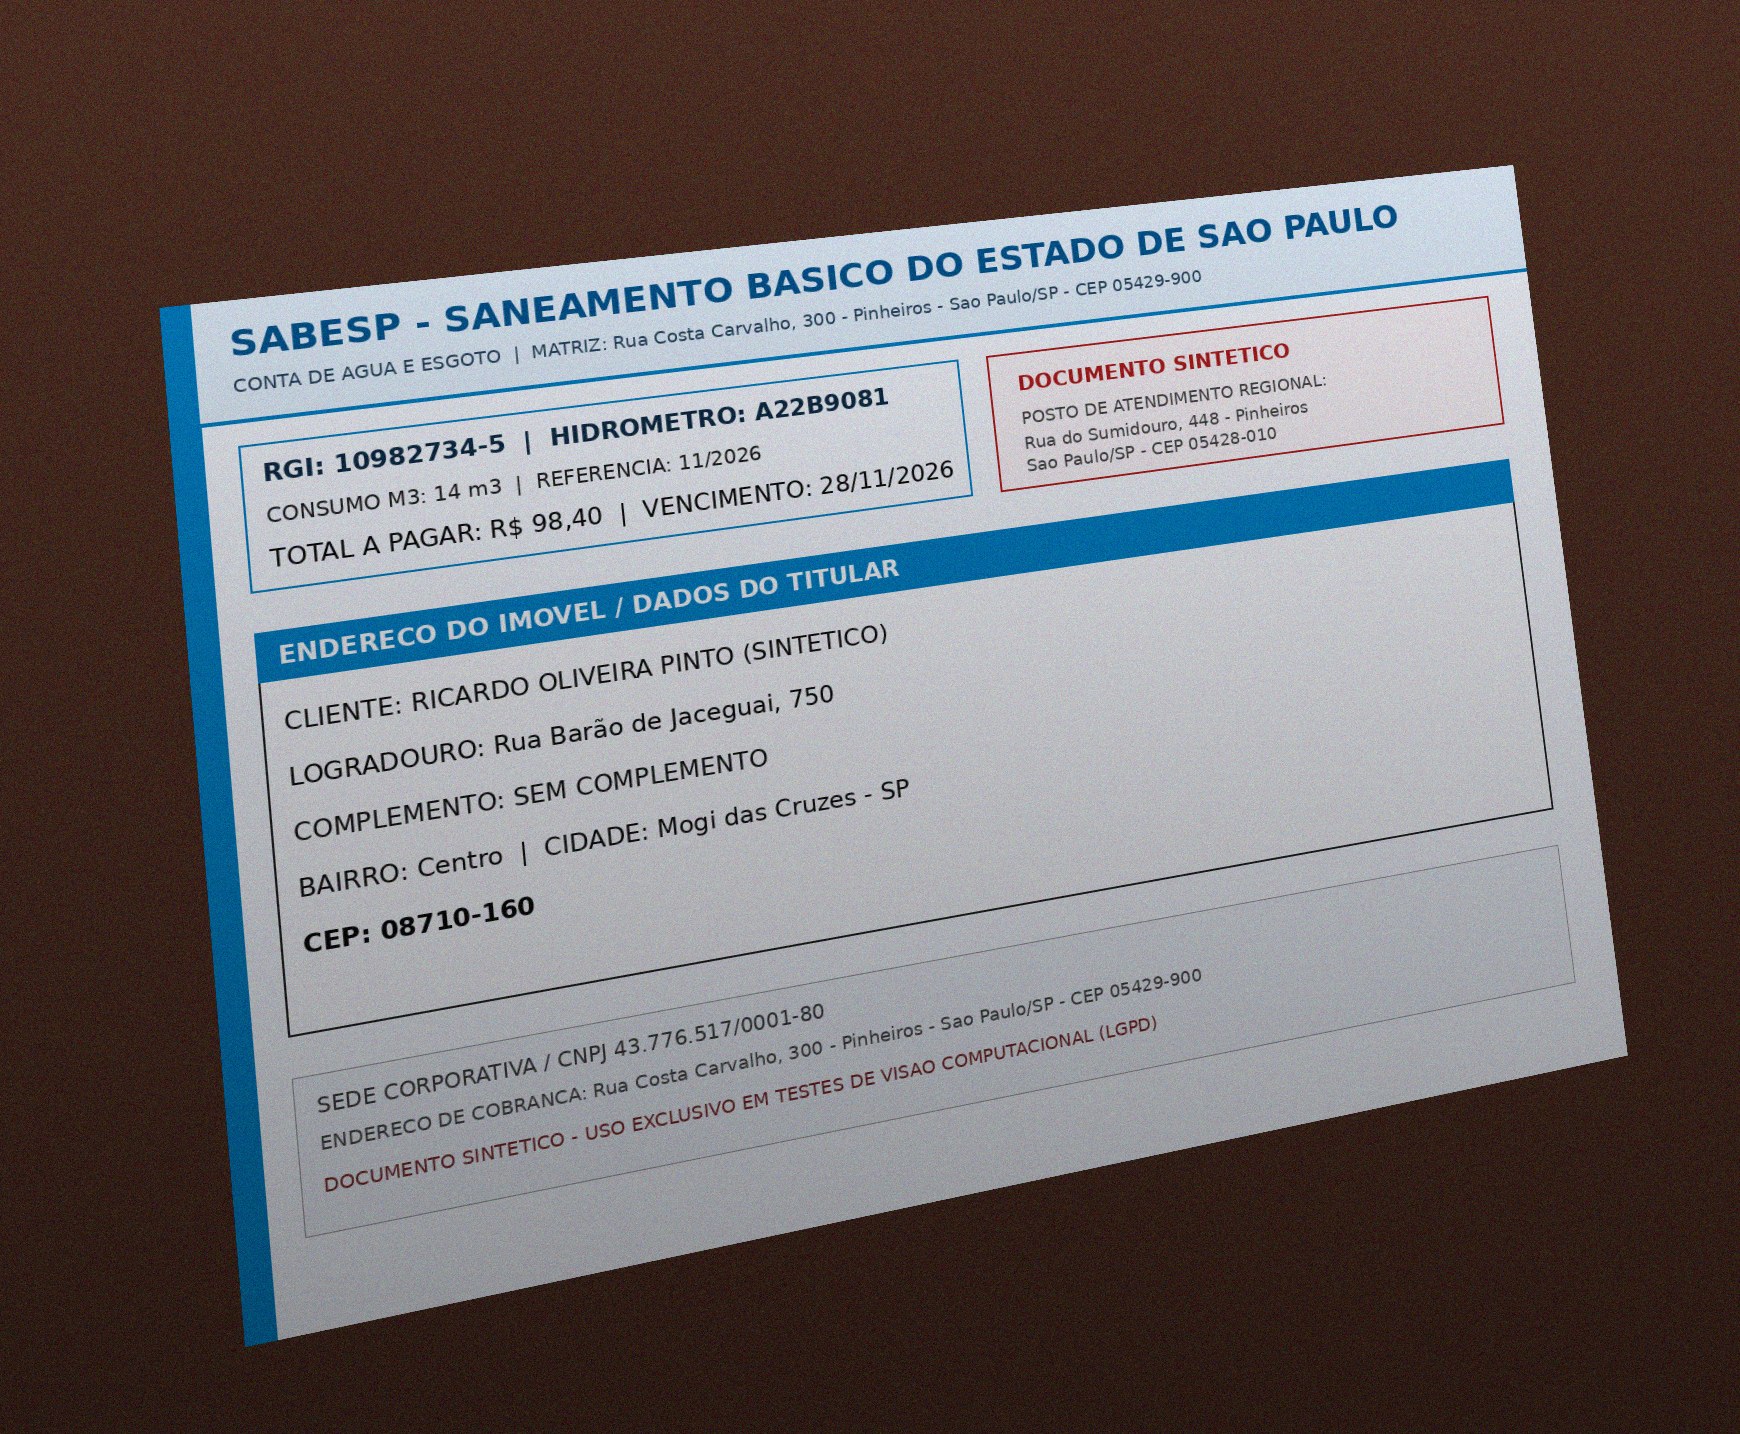 SABESP - SANEAMENTO BASICO DO ESTADO DE SAO PAULO
CONTA DE AGUA E ESGOTO | MATRIZ: Rua Costa Carvalho, 300 - Pinheiros - Sao Paulo/SP - CEP 05429-900
RGI: 10982734-5 | HIDROMETRO: A22B9081
CONSUMO M3: 14 m3 | REFERENCIA: 11/2026
TOTAL A PAGAR: R$ 98,40 | VENCIMENTO: 28/11/2026
DOCUMENTO SINTETICO
POSTO DE ATENDIMENTO REGIONAL:
Rua do Sumidouro, 448 - Pinheiros
Sao Paulo/SP - CEP 05428-010
ENDERECO DO IMOVEL / DADOS DO TITULAR
CLIENTE: RICARDO OLIVEIRA PINTO (SINTETICO)
LOGRADOURO: Rua Barão de Jaceguai, 750
COMPLEMENTO: SEM COMPLEMENTO
BAIRRO: Centro | CIDADE: Mogi das Cruzes - SP
CEP: 08710-160
SEDE CORPORATIVA / CNPJ 43.776.517/0001-80
ENDERECO DE COBRANCA: Rua Costa Carvalho, 300 - Pinheiros - Sao Paulo/SP - CEP 05429-900
DOCUMENTO SINTETICO - USO EXCLUSIVO EM TESTES DE VISAO COMPUTACIONAL (LGPD)